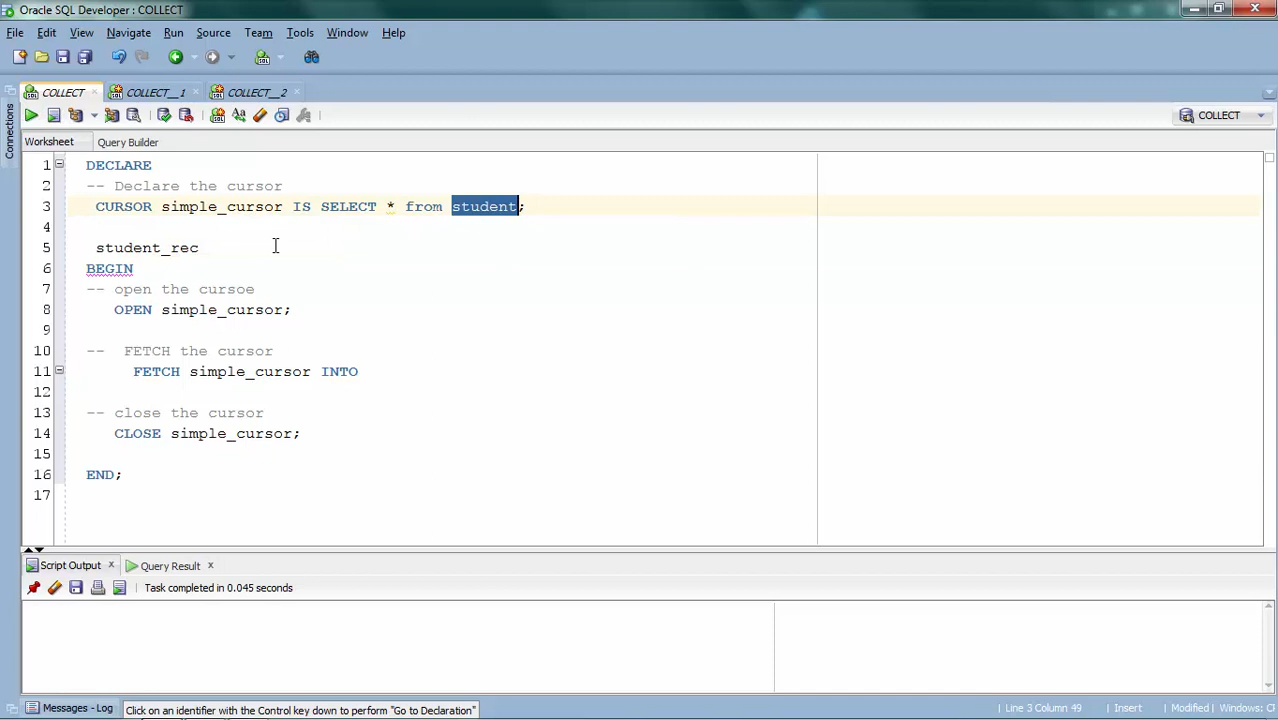 Oracle SQL Developer : COLLECT
File Edit View Navigate Run Source Team Tools Window Help
COLLECT COLLECT__1 COLLECT__2
COLLECT
Connections
Worksheet Query Builder
1 DECLARE
2 -- Declare the cursor
3 CURSOR simple_cursor IS SELECT * from student;
4
5 student_rec
6 BEGIN
7 -- open the cursoe
8 OPEN simple_cursor;
9
10 -- FETCH the cursor
11 FETCH simple_cursor INTO
12
13 -- close the cursor
14 CLOSE simple_cursor;
15
16 END;
17
Script Output Query Result
Task completed in 0.045 seconds
Messages - Log Click on an identifier with the Control key down to perform "Go to Declaration" Line 3 Column 49 Insert Modified Windows: CF